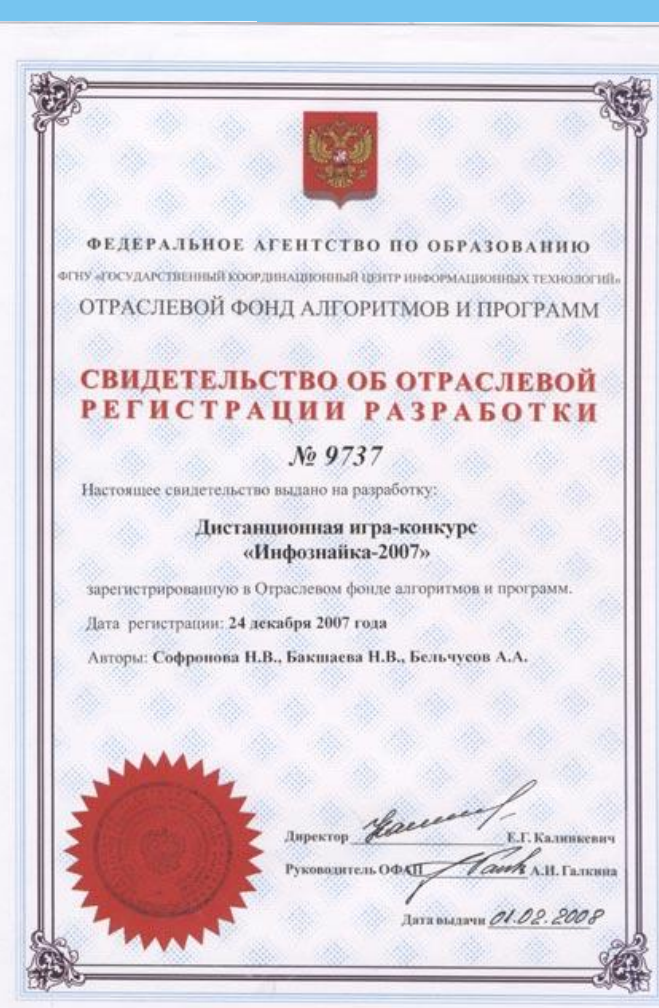 ФЕДЕРАЛЬНОЕ АГЕНТСТВО ПО ОБРАЗОВАНИЮ
ФГНУ «ГОСУДАРСТВЕННЫЙ КООРДИНАЦИОННЫЙ ЦЕНТР ИНФОРМАЦИОННЫХ ТЕХНОЛОГИЙ»
ОТРАСЛЕВОЙ ФОНД АЛГОРИТМОВ И ПРОГРАММ
СВИДЕТЕЛЬСТВО ОБ ОТРАСЛЕВОЙ
РЕГИСТРАЦИИ РАЗРАБОТКИ
№ 9737
Настоящее свидетельство выдано на разработку:
Дистанционная игра-конкурс
«Инфознайка-2007»
зарегистрированную в Отраслевом фонде алгоритмов и программ.
Дата регистрации: 24 декабря 2007 года
Авторы: Софронова Н.В., Бакшаева Н.В., Бельчусов А.А.
Директор Е.Г. Калинкевич
Руководитель ОФАП А.И. Галкина
Дата выдачи 01.02.2008